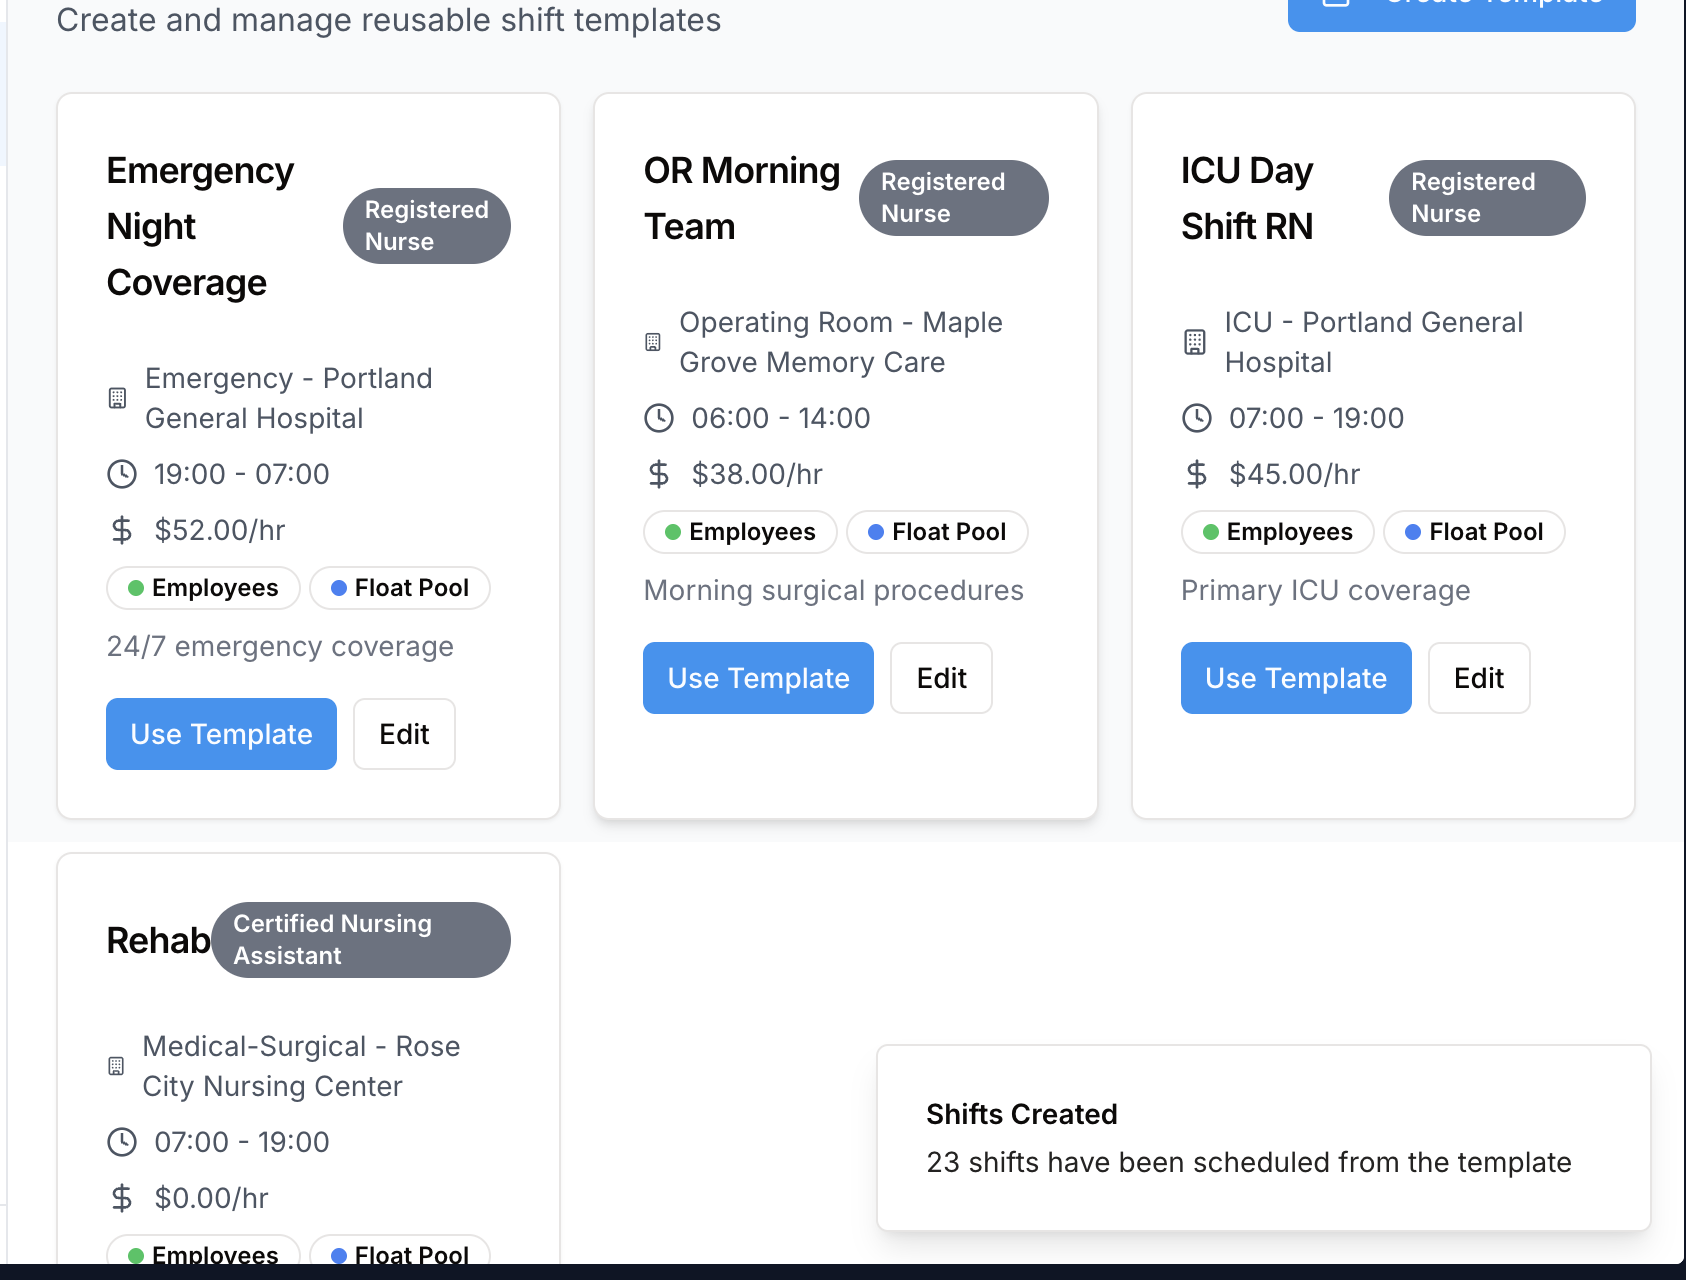 Create and manage reusable shift templates
Create Template
Emergency
Night
Coverage
Registered
Nurse
Emergency - Portland
General Hospital
19:00 - 07:00
$52.00/hr
Employees
Float Pool
24/7 emergency coverage
Use Template
Edit
OR Morning
Team
Registered
Nurse
Operating Room - Maple
Grove Memory Care
06:00 - 14:00
$38.00/hr
Employees
Float Pool
Morning surgical procedures
Use Template
Edit
ICU Day
Shift RN
Registered
Nurse
ICU - Portland General
Hospital
07:00 - 19:00
$45.00/hr
Employees
Float Pool
Primary ICU coverage
Use Template
Edit
Rehab
Certified Nursing
Assistant
Medical-Surgical - Rose
City Nursing Center
07:00 - 19:00
$0.00/hr
Employees
Float Pool
Shifts Created
23 shifts have been scheduled from the template